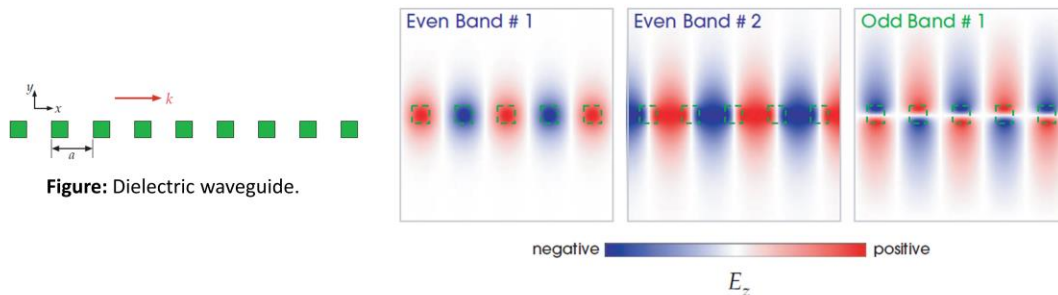 y
x
k
a
Figure: Dielectric waveguide.
Even Band # 1
Even Band # 2
Odd Band # 1
negative
positive
E_z